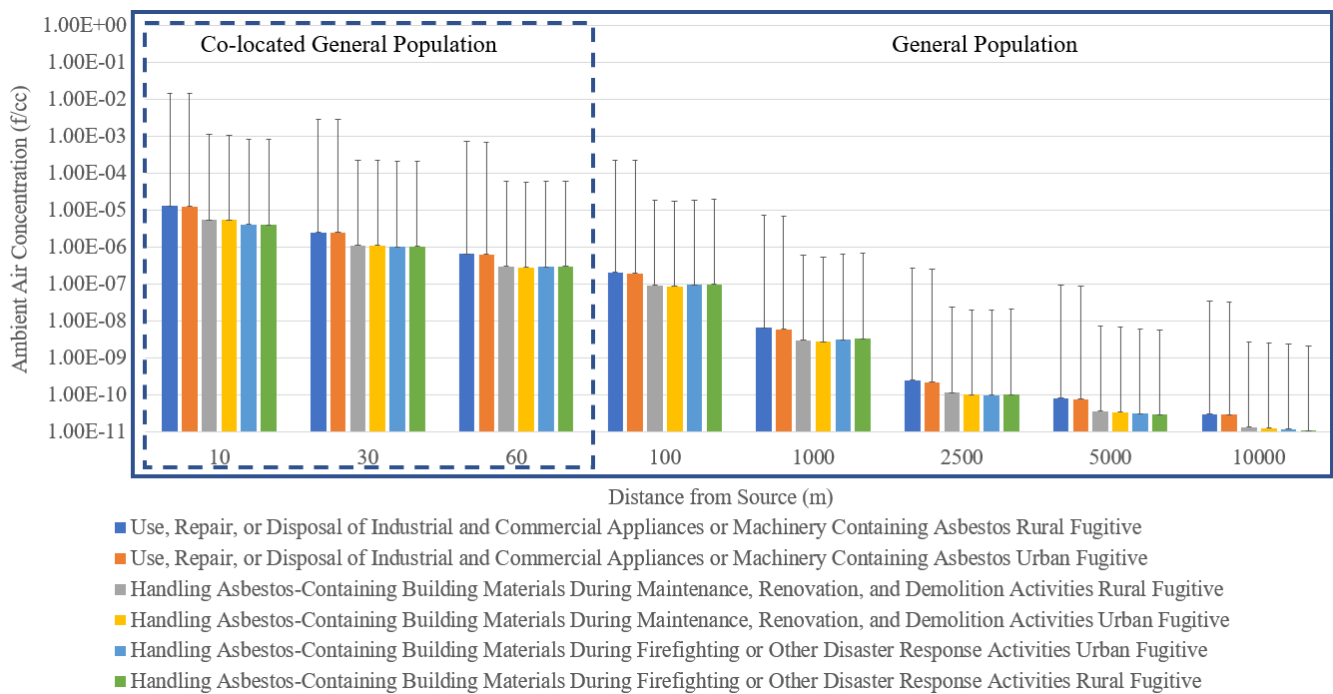 Co-located General Population
General Population
Ambient Air Concentration (f/cc)
1.00E+00
1.00E-01
1.00E-02
1.00E-03
1.00E-04
1.00E-05
1.00E-06
1.00E-07
1.00E-08
1.00E-09
1.00E-10
1.00E-11
10 30 60 100 1000 2500 5000 10000
Distance from Source (m)
Use, Repair, or Disposal of Industrial and Commercial Appliances or Machinery Containing Asbestos Rural Fugitive
Use, Repair, or Disposal of Industrial and Commercial Appliances or Machinery Containing Asbestos Urban Fugitive
Handling Asbestos-Containing Building Materials During Maintenance, Renovation, and Demolition Activities Rural Fugitive
Handling Asbestos-Containing Building Materials During Maintenance, Renovation, and Demolition Activities Urban Fugitive
Handling Asbestos-Containing Building Materials During Firefighting or Other Disaster Response Activities Urban Fugitive
Handling Asbestos-Containing Building Materials During Firefighting or Other Disaster Response Activities Rural Fugitive